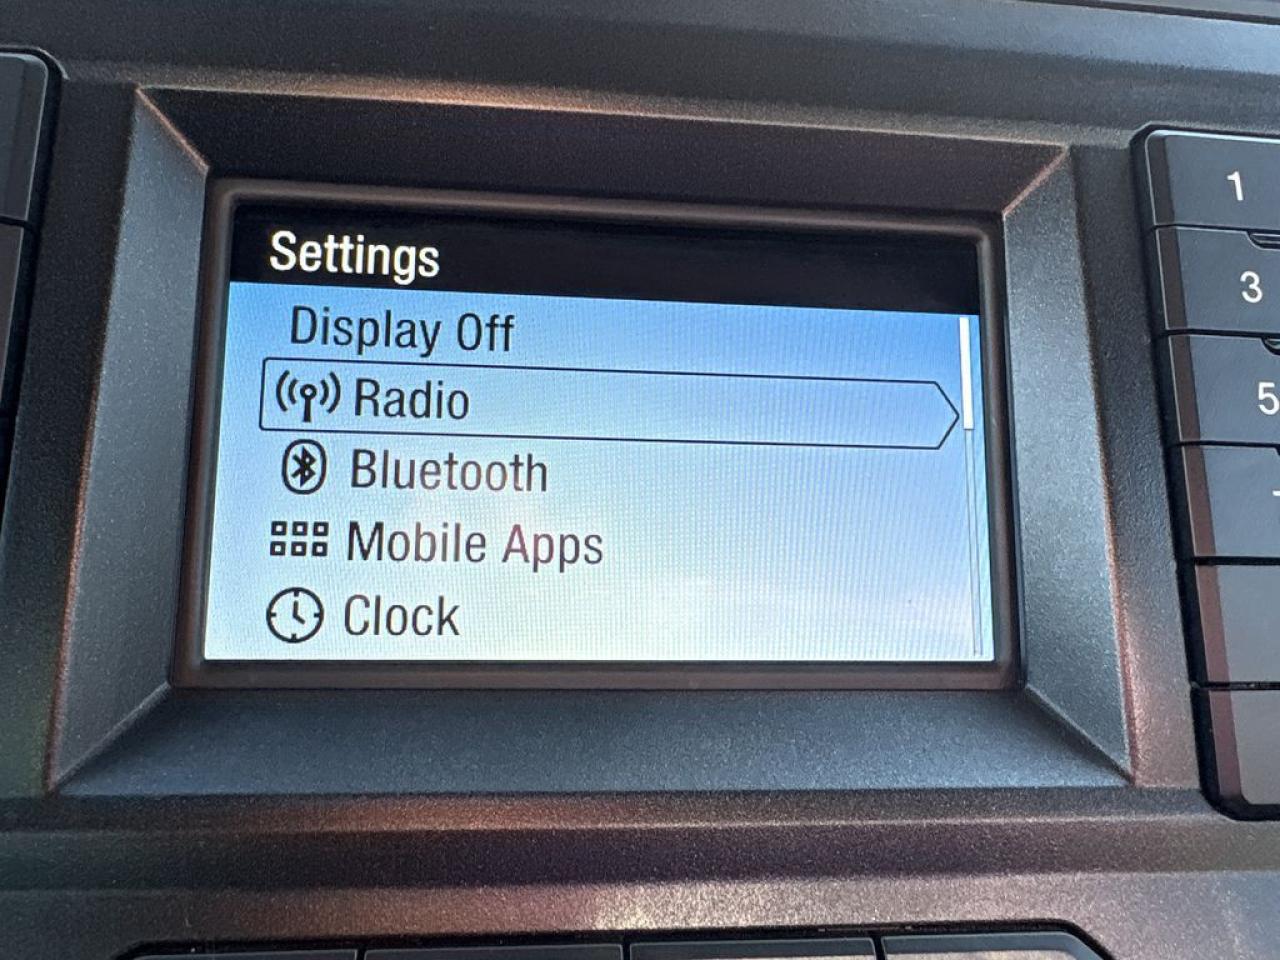 Settings
Display Off
Radio
Bluetooth
Mobile Apps
Clock
1
3
5